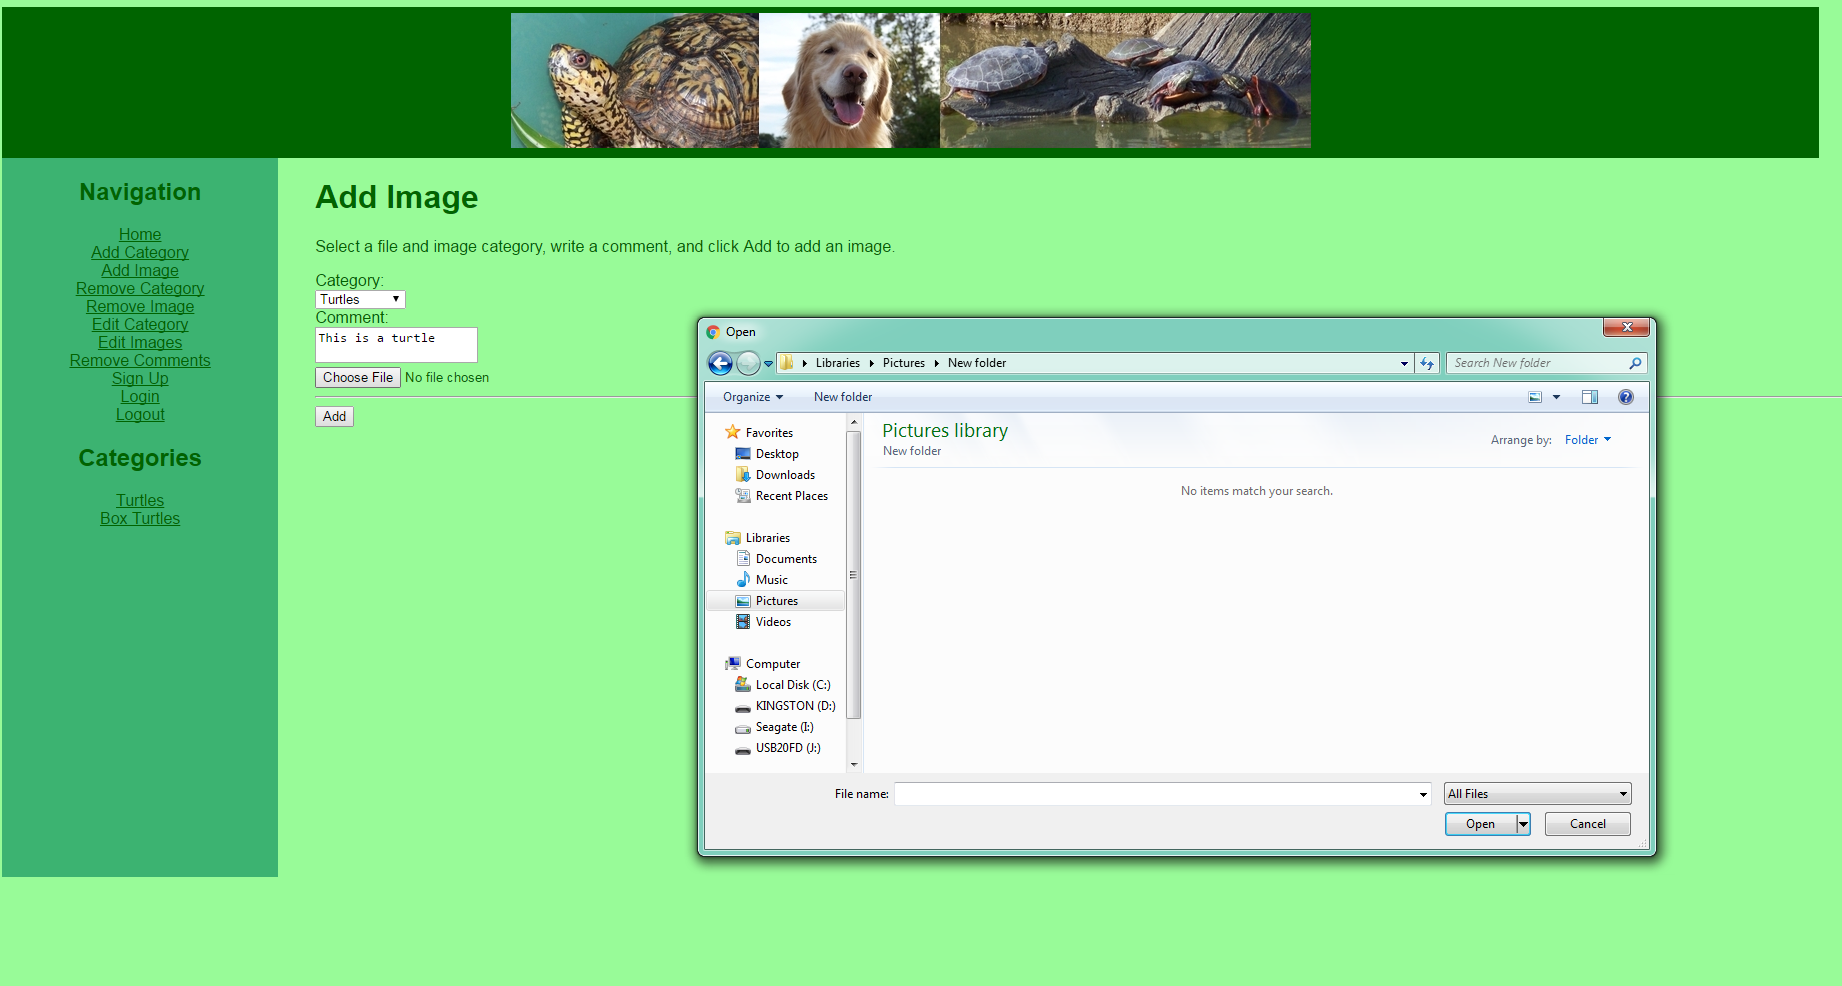 Navigation
Home
Add Category
Add Image
Remove Category
Remove Image
Edit Category
Edit Images
Remove Comments
Sign Up
Login
Logout
Categories
Turtles
Box Turtles
Add Image
Select a file and image category, write a comment, and click Add to add an image.
Category:
Turtles
Comment:
This is a turtle
Choose File No file chosen
Add
Open
Libraries Pictures New folder
Search New folder
Organize New folder
Favorites
Desktop
Downloads
Recent Places
Libraries
Documents
Music
Pictures
Videos
Computer
Local Disk (C:)
KINGSTON (D:)
Seagate (I:)
USB20FD (J:)
Pictures library
New folder
Arrange by: Folder
No items match your search.
File name:
All Files
Open Cancel